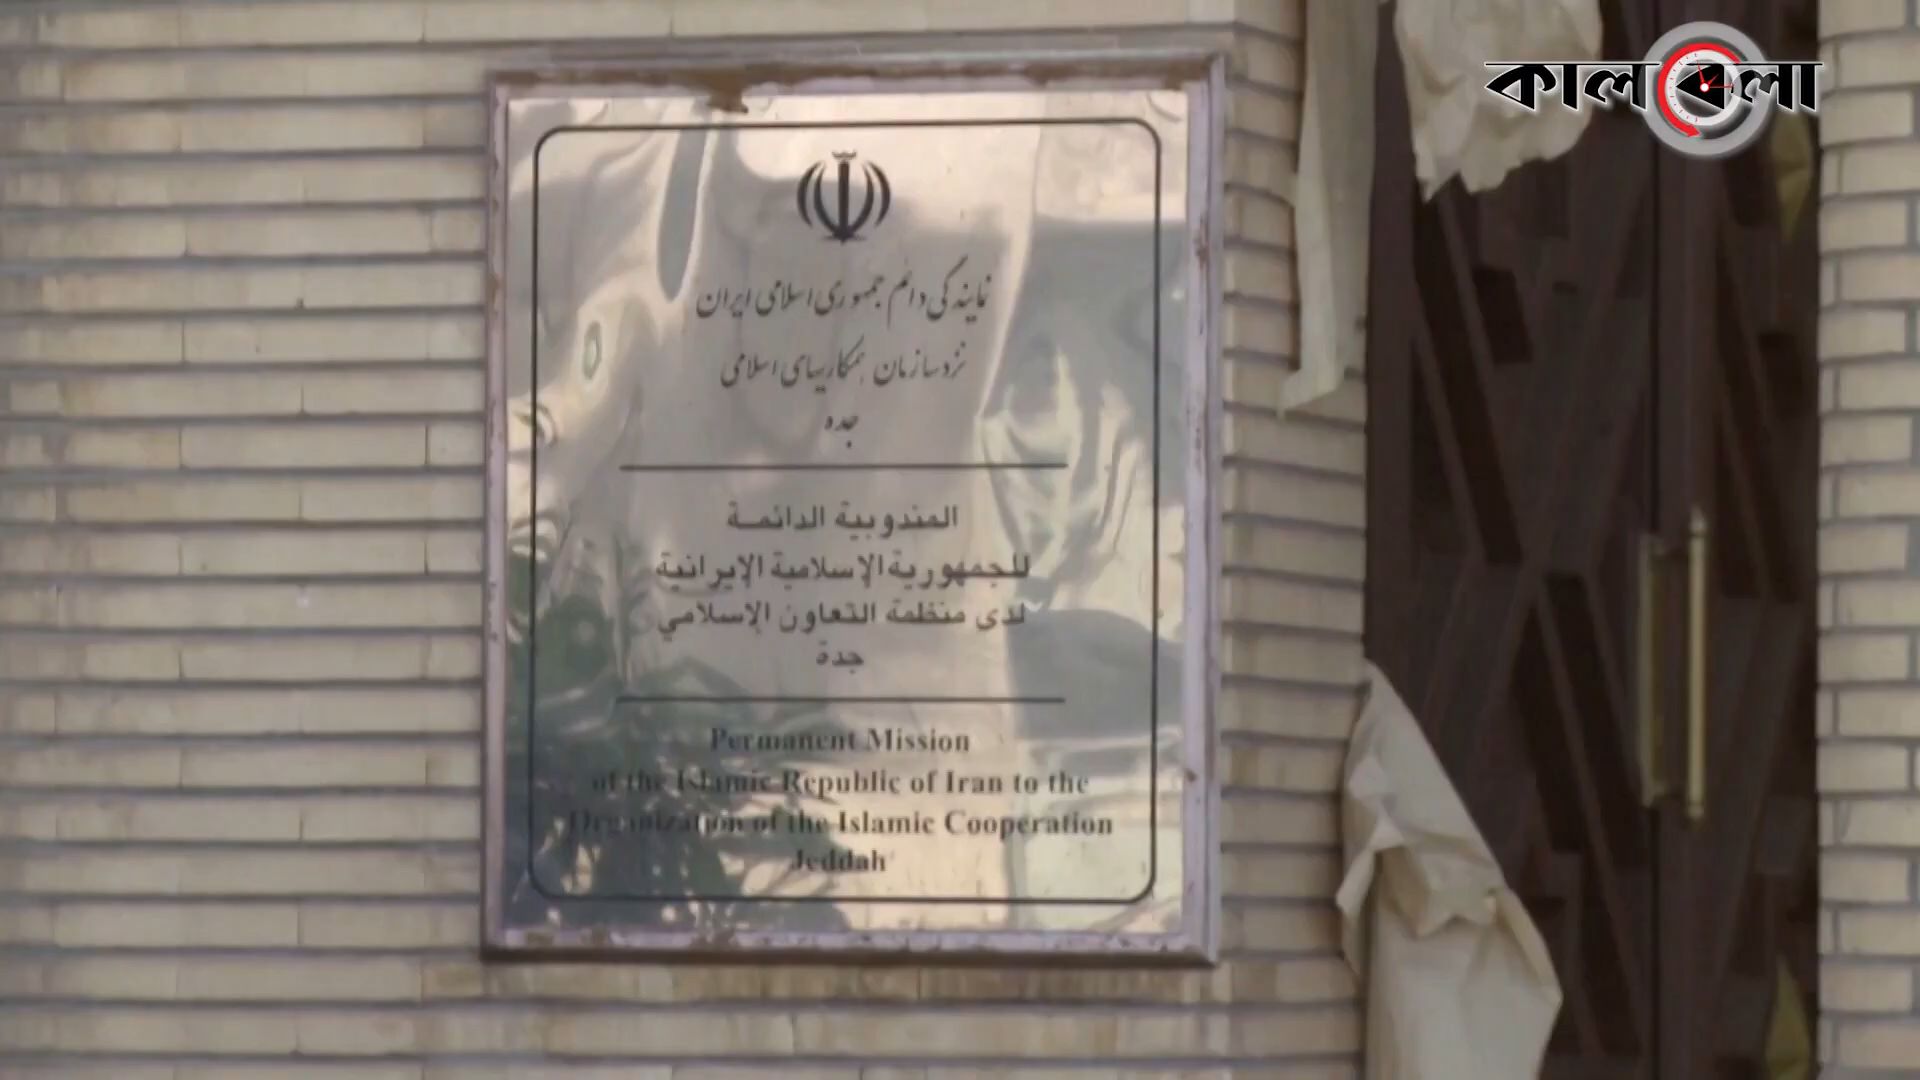 কালবেলা
نمایندگی دائم جمهوری اسلامی ایران
نزد سازمان همکاریهای اسلامی
جده
المندوبية الدائمـة
للجمهورية الإسلامية الإيرانية
لدى منظمة التعاون الإسلامي
جدة
Permanent Mission
of the Islamic Republic of Iran to the
Organization of the Islamic Cooperation
Jeddah